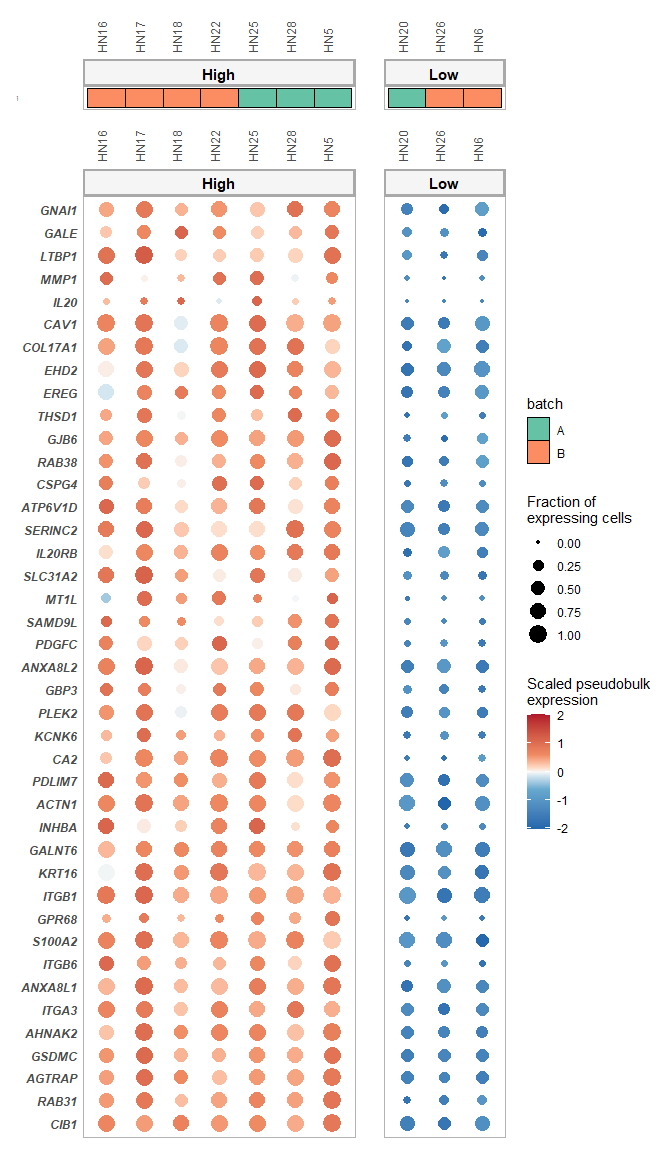 HN16 HN17 HN18 HN22 HN25 HN28 HN5 HN20 HN26 HN6
High Low
1
HN16 HN17 HN18 HN22 HN25 HN28 HN5 HN20 HN26 HN6
High Low
GNAI1
GALE
LTBP1
MMP1
IL20
CAV1
COL17A1
EHD2
EREG
THSD1
GJB6
RAB38
CSPG4
ATP6V1D
SERINC2
IL20RB
SLC31A2
MT1L
SAMD9L
PDGFC
ANXA8L2
GBP3
PLEK2
KCNK6
CA2
PDLIM7
ACTN1
INHBA
GALNT6
KRT16
ITGB1
GPR68
S100A2
ITGB6
ANXA8L1
ITGA3
AHNAK2
GSDMC
AGTRAP
RAB31
CIB1
batch
A
B
Fraction of
expressing cells
0.00
0.25
0.50
0.75
1.00
Scaled pseudobulk
expression
2
1
0
-1
-2